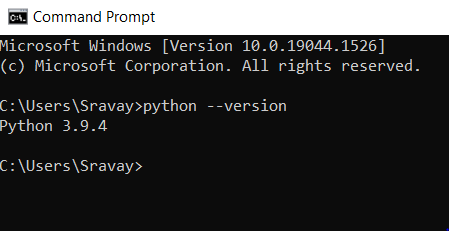 Command Prompt
Microsoft Windows [Version 10.0.19044.1526]
(c) Microsoft Corporation. All rights reserved.
C:\Users\Sravay>python --version
Python 3.9.4
C:\Users\Sravay>